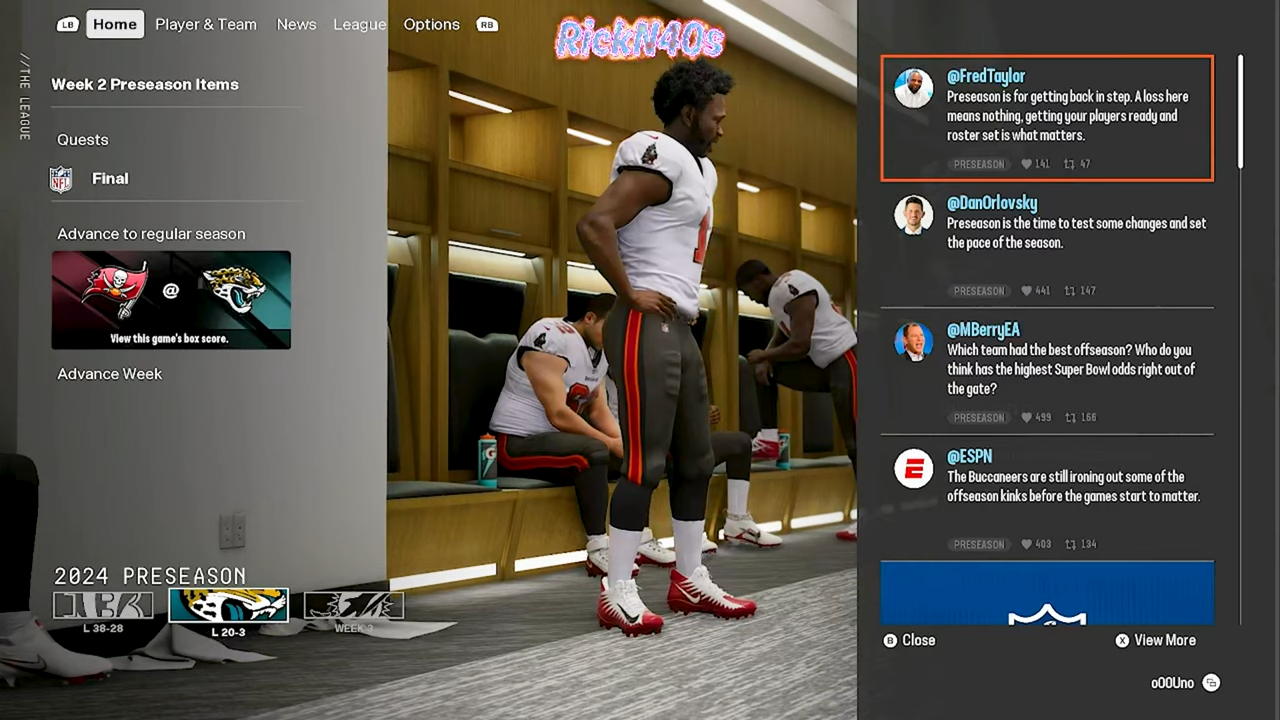 LB
Home
Player & Team
News
League
Options
RB
RickN40s
//THE LEAGUE
Week 2 Preseason Items
Quests
NFL
Final
Advance to regular season
@
View this game's box score.
Advance Week
2024 PRESEASON
L 38-28
L 20-3
WEEK 3
@FredTaylor
Preseason is for getting back in step. A loss here
means nothing, getting your players ready and
roster set is what matters.
PRESEASON 141 47
@DanOrlovsky
Preseason is the time to test some changes and set
the pace of the season.
PRESEASON 441 147
@MBerryEA
Which team had the best offseason? Who do you
think has the highest Super Bowl odds right out of
the gate?
PRESEASON 499 166
@ESPN
The Buccaneers are still ironing out some of the
offseason kinks before the games start to matter.
PRESEASON 403 134
B Close
X View More
oOOUno